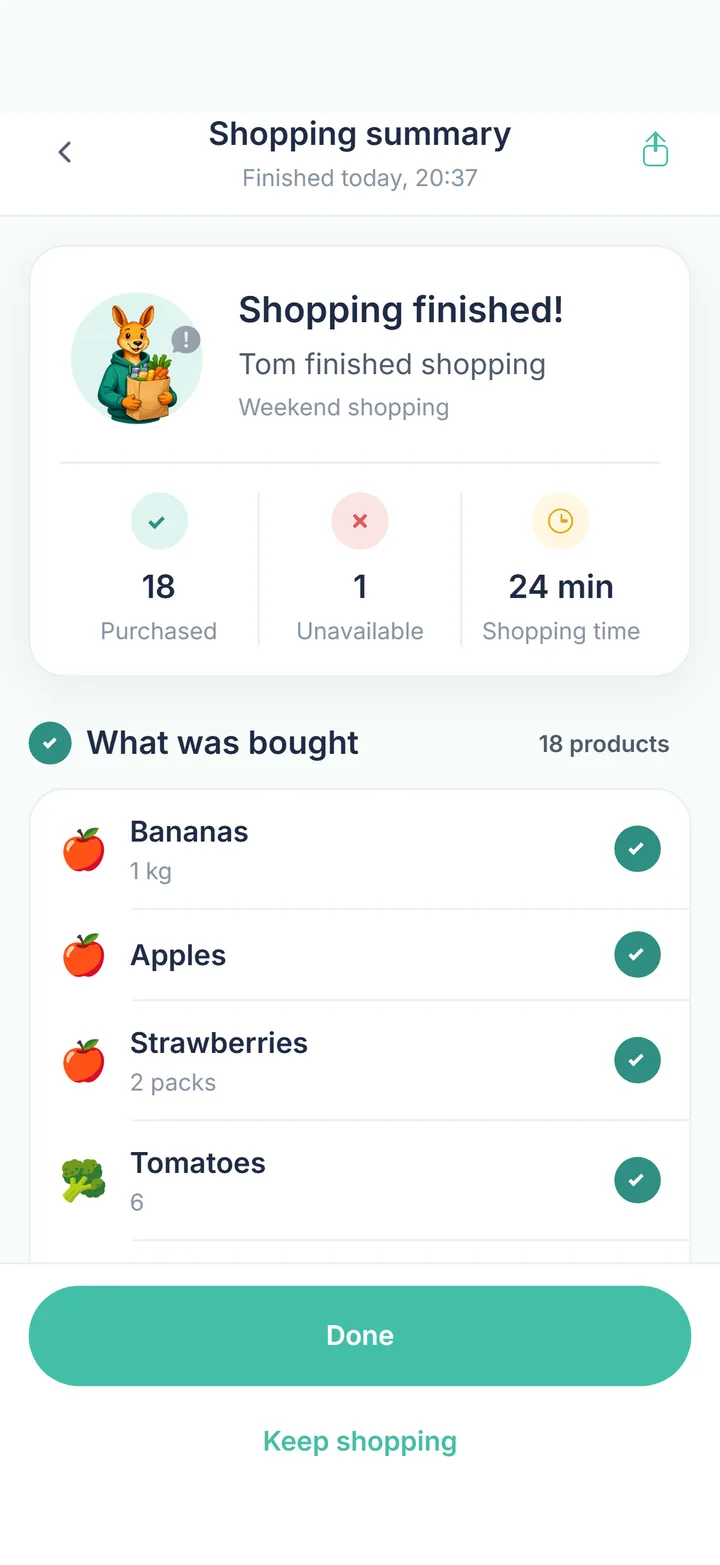 Shopping summary
Finished today, 20:37
!
Shopping finished!
Tom finished shopping
Weekend shopping
18
Purchased
1
Unavailable
24 min
Shopping time
What was bought
18 products
Bananas
1 kg
Apples
Strawberries
2 packs
Tomatoes
6
Done
Keep shopping